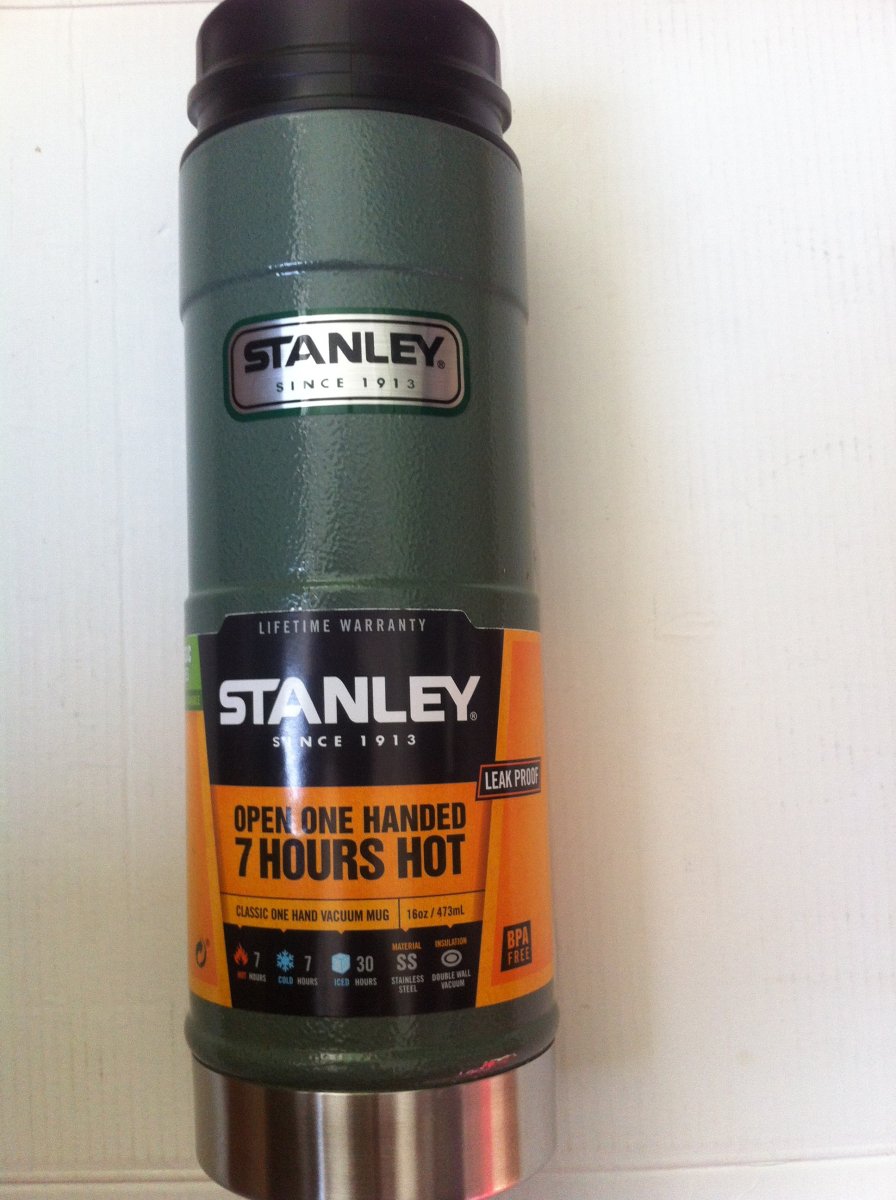 STANLEY®
SINCE 1913
LIFETIME WARRANTY
STANLEY®
SINCE 1913
LEAK PROOF
OPEN ONE HANDED
7 HOURS HOT
CLASSIC ONE HAND VACUUM MUG
16oz / 473mL
BPA
FREE
7
HOT HOURS
7
COLD HOURS
30
ICED HOURS
MATERIAL
SS
STAINLESS
STEEL
INSULATION
DOUBLE WALL
VACUUM